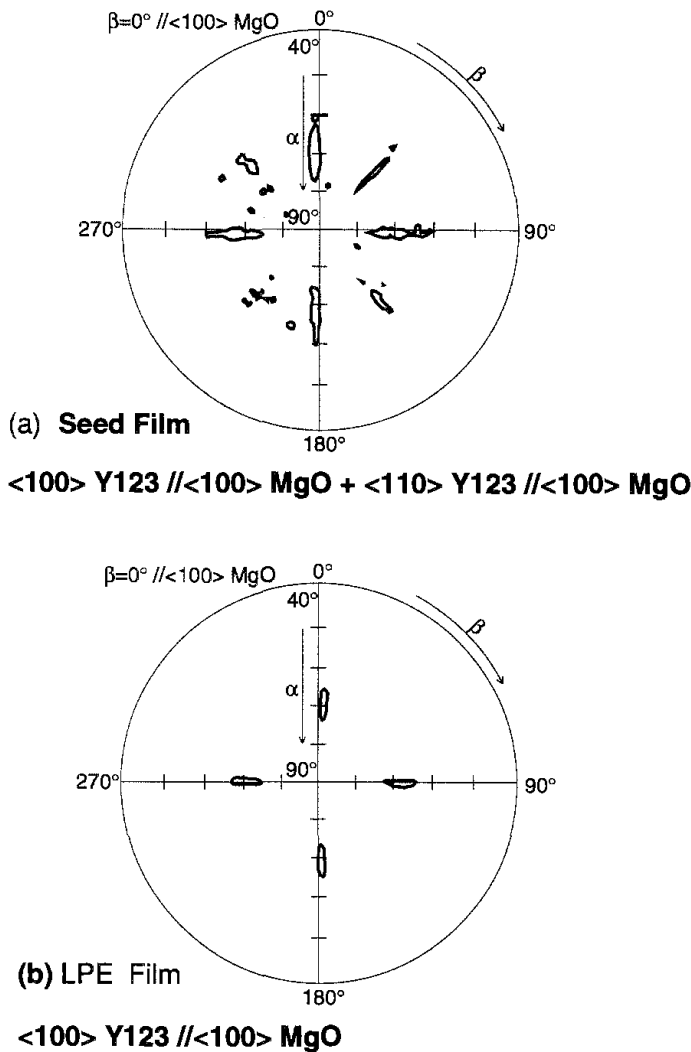 β=0° //<100> MgO
0°
40°
β
α
90°
270°
90°
180°
(a) Seed Film
<100> Y123 //<100> MgO + <110> Y123 //<100> MgO
β=0° //<100> MgO
0°
40°
β
α
90°
270°
90°
180°
(b) LPE Film
<100> Y123 //<100> MgO